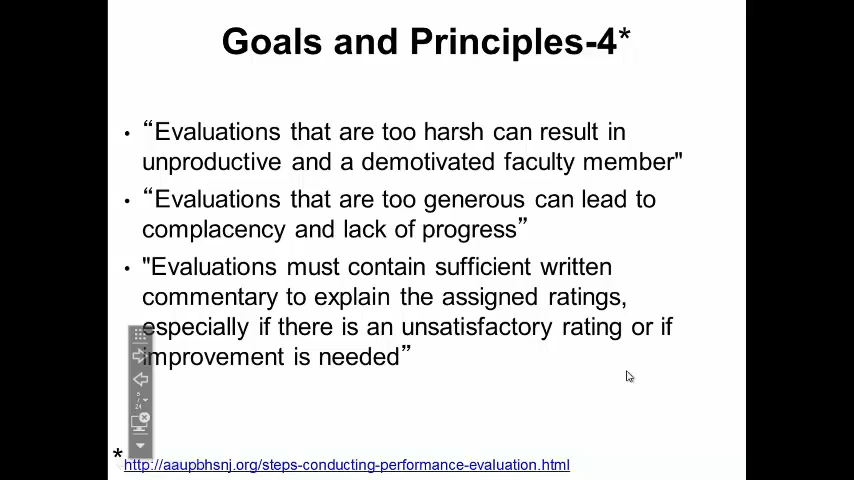 Goals and Principles-4*
• “Evaluations that are too harsh can result in
unproductive and a demotivated faculty member"
• “Evaluations that are too generous can lead to
complacency and lack of progress”
• "Evaluations must contain sufficient written
commentary to explain the assigned ratings,
especially if there is an unsatisfactory rating or if
improvement is needed”
*http://aaupbhsnj.org/steps-conducting-performance-evaluation.html